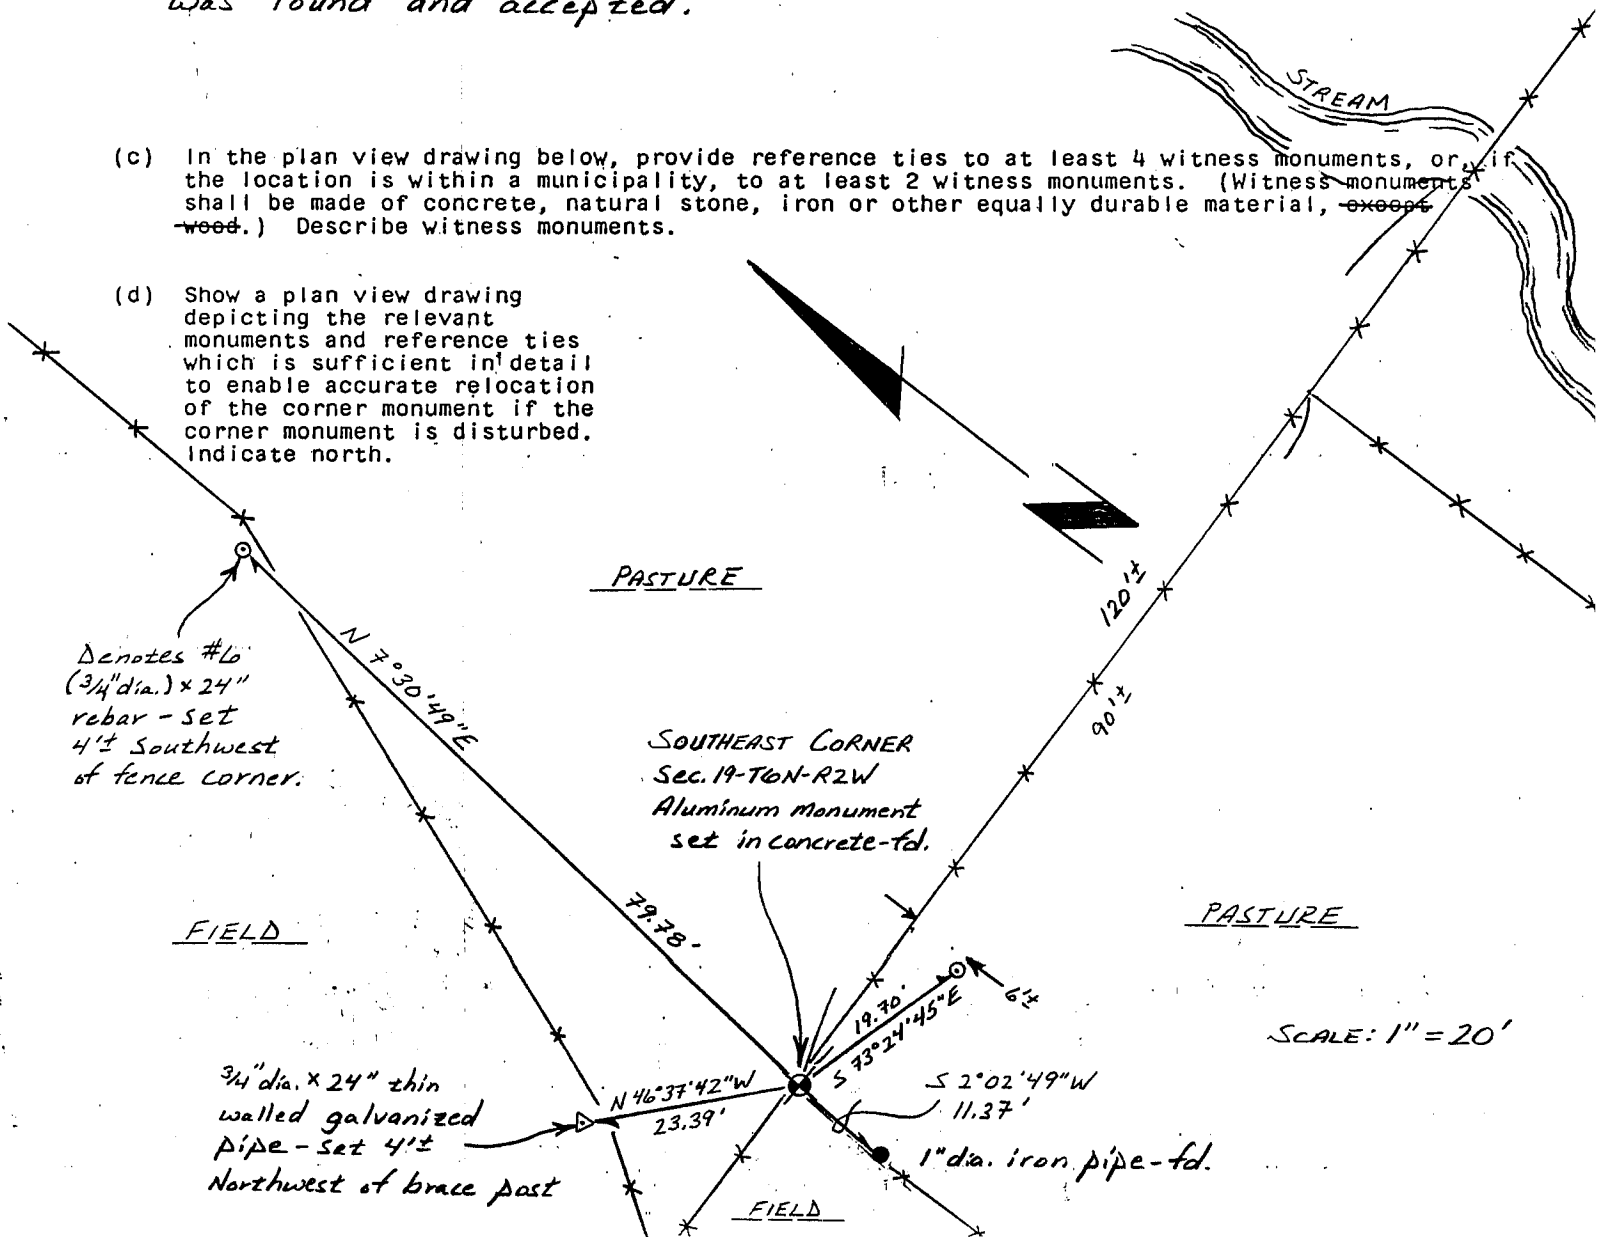 was found and accepted.
STREAM
(c) In the plan view drawing below, provide reference ties to at least 4 witness monuments, or, if
the location is within a municipality, to at least 2 witness monuments. (Witness monuments
shall be made of concrete, natural stone, iron or other equally durable material, except
wood.) Describe witness monuments.
(d) Show a plan view drawing
depicting the relevant
monuments and reference ties
which is sufficient in detail
to enable accurate relocation
of the corner monument if the
corner monument is disturbed.
Indicate north.
PASTURE
120'±
90'±
Denotes #6
(3/4"dia.) x 24"
rebar - set
4'± Southwest
of fence corner.
N 7°30'49"E
79.78'
SOUTHEAST CORNER
Sec. 19-T6N-R2W
Aluminum Monument
set in concrete-fd.
FIELD
PASTURE
19.70'
S 73°24'45"E
6'±
SCALE: 1" = 20'
3/4"dia. x 24" thin
walled galvanized
pipe - set 4'±
Northwest of brace post
N 46°37'42"W
23.39'
S 2°02'49"W
11.37'
1"dia. iron pipe-fd.
FIELD